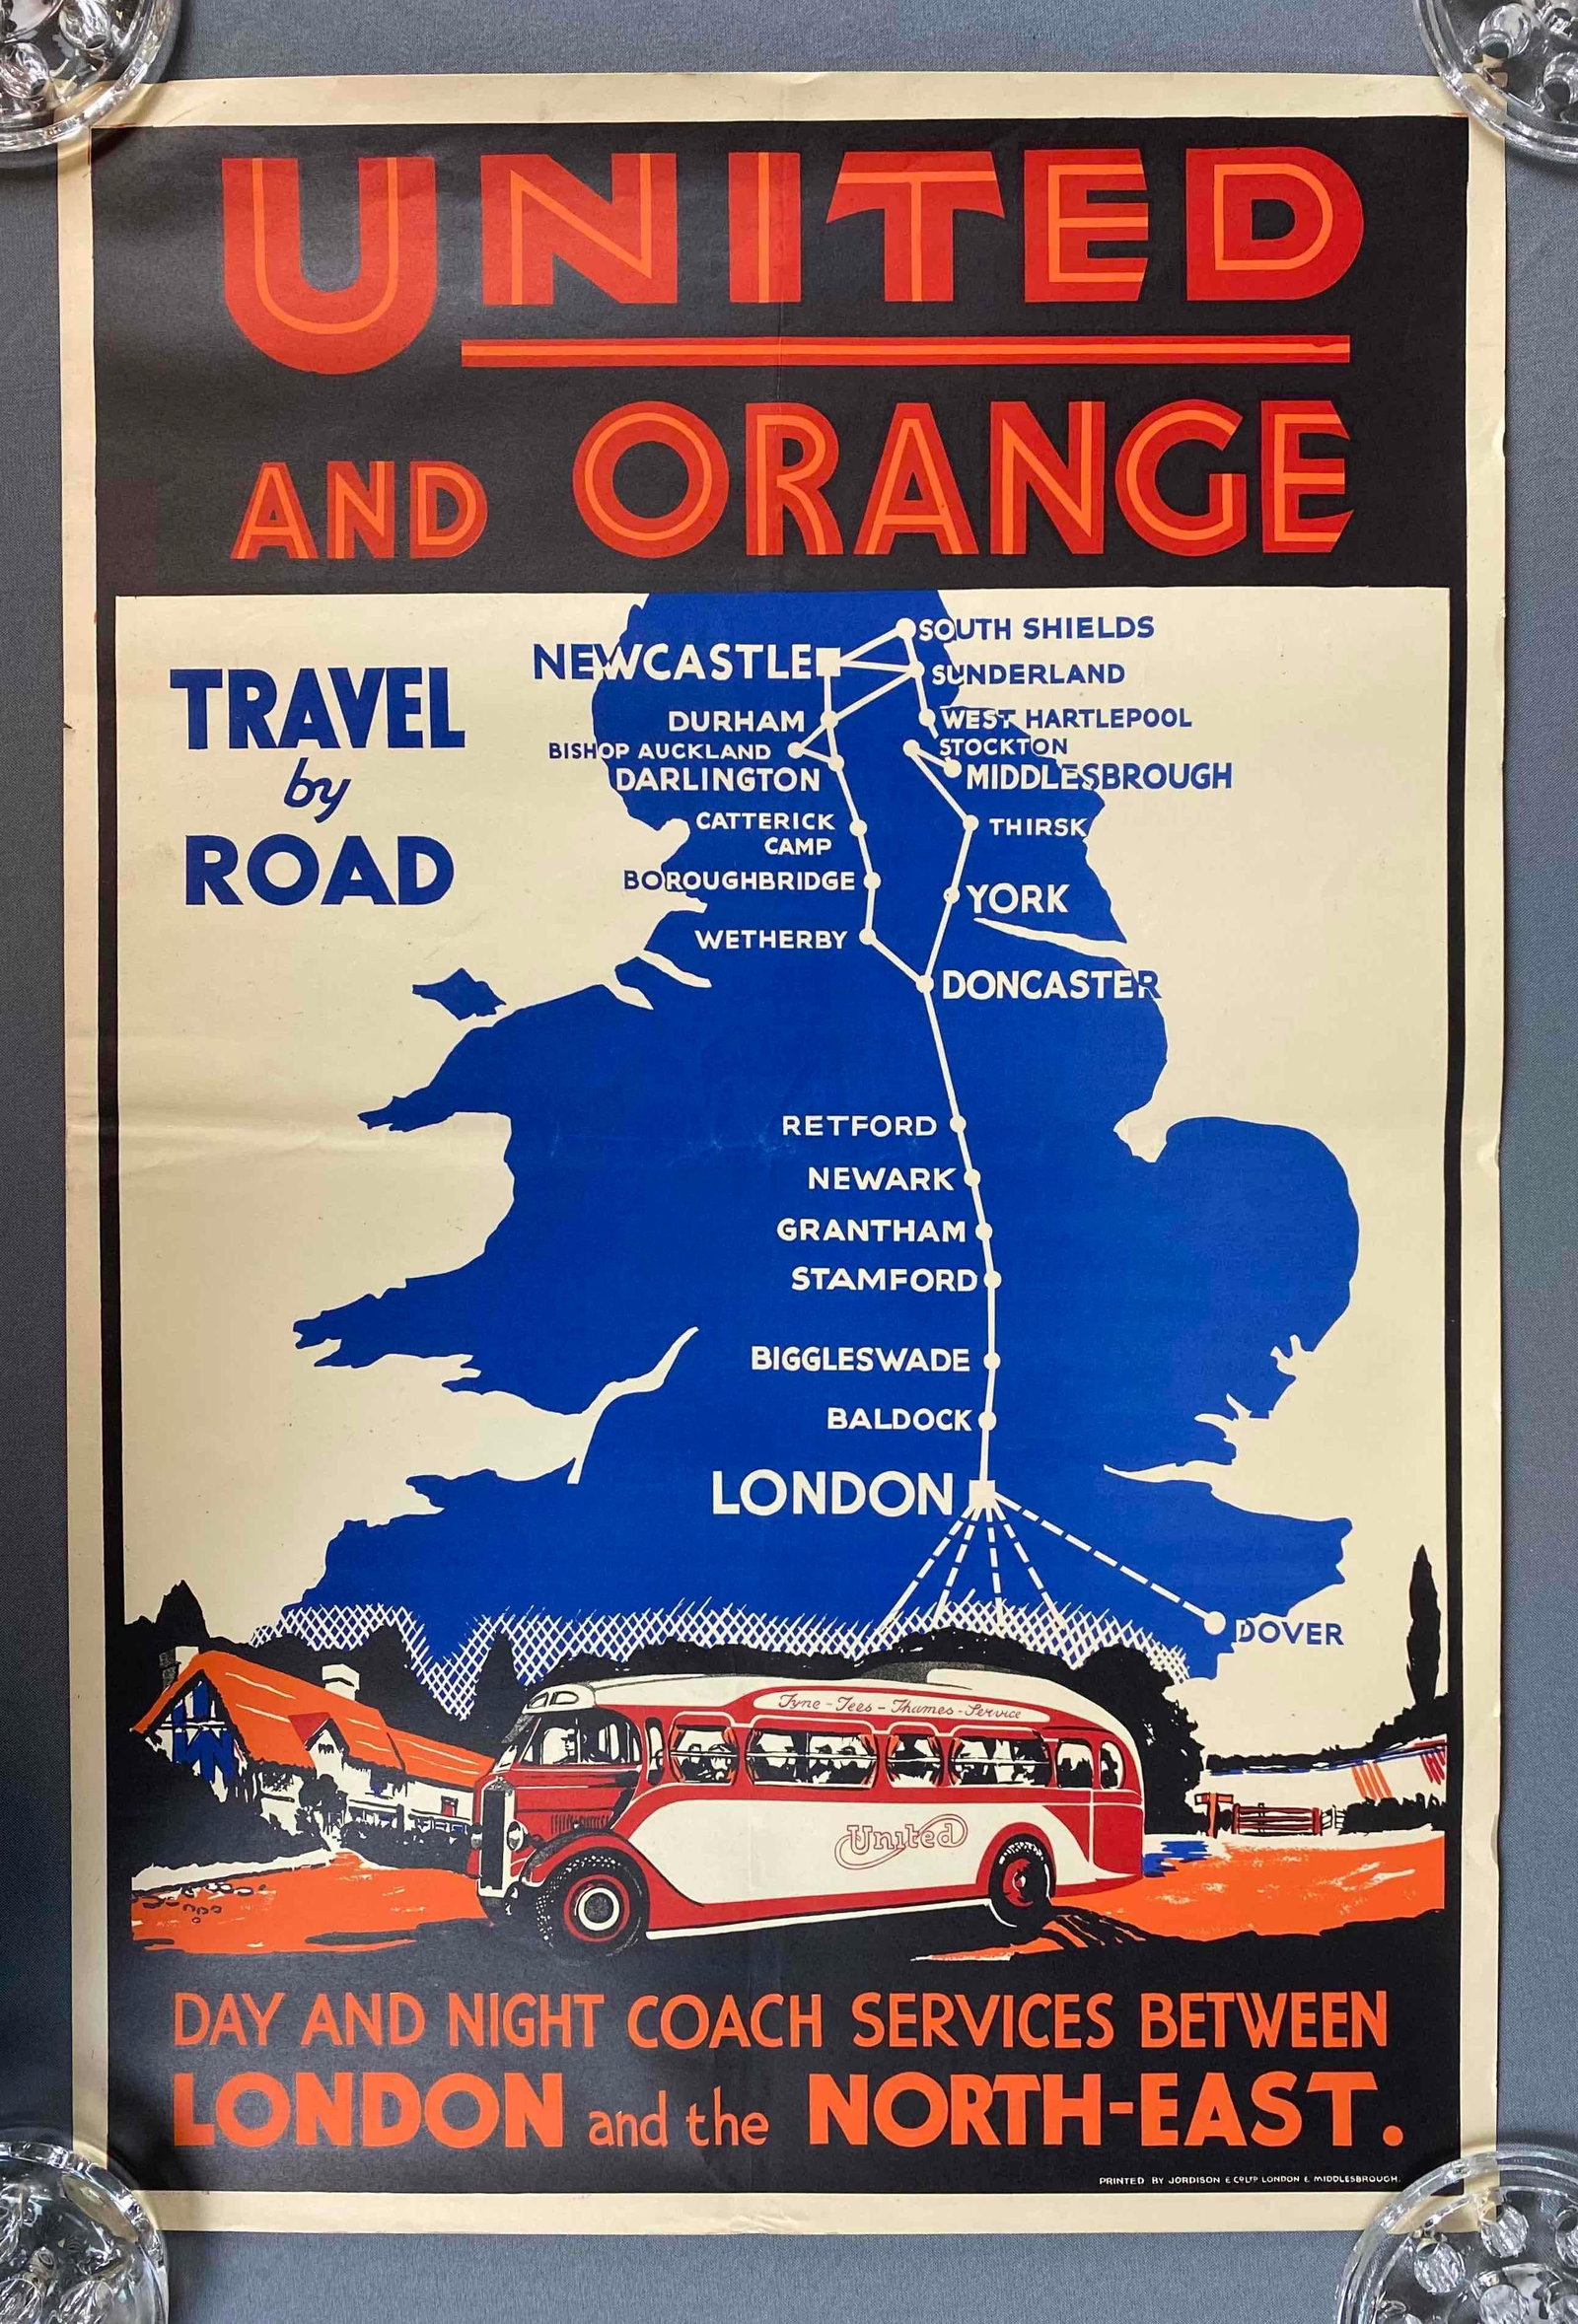 UNITED
AND ORANGE
TRAVEL
by
ROAD
SOUTH SHIELDS
NEWCASTLE
SUNDERLAND
DURHAM
WEST HARTLEPOOL
BISHOP AUCKLAND
STOCKTON
DARLINGTON
MIDDLESBROUGH
CATTERICK
CAMP
THIRSK
BOROUGHBRIDGE
YORK
WETHERBY
DONCASTER
RETFORD
NEWARK
GRANTHAM
STAMFORD
BIGGLESWADE
BALDOCK
LONDON
DOVER
Tyne-Tees-Thames-Service
United
DAY AND NIGHT COACH SERVICES BETWEEN
LONDON and the NORTH-EAST.
PRINTED BY JORDISON & CO LTD LONDON & MIDDLESBROUGH.